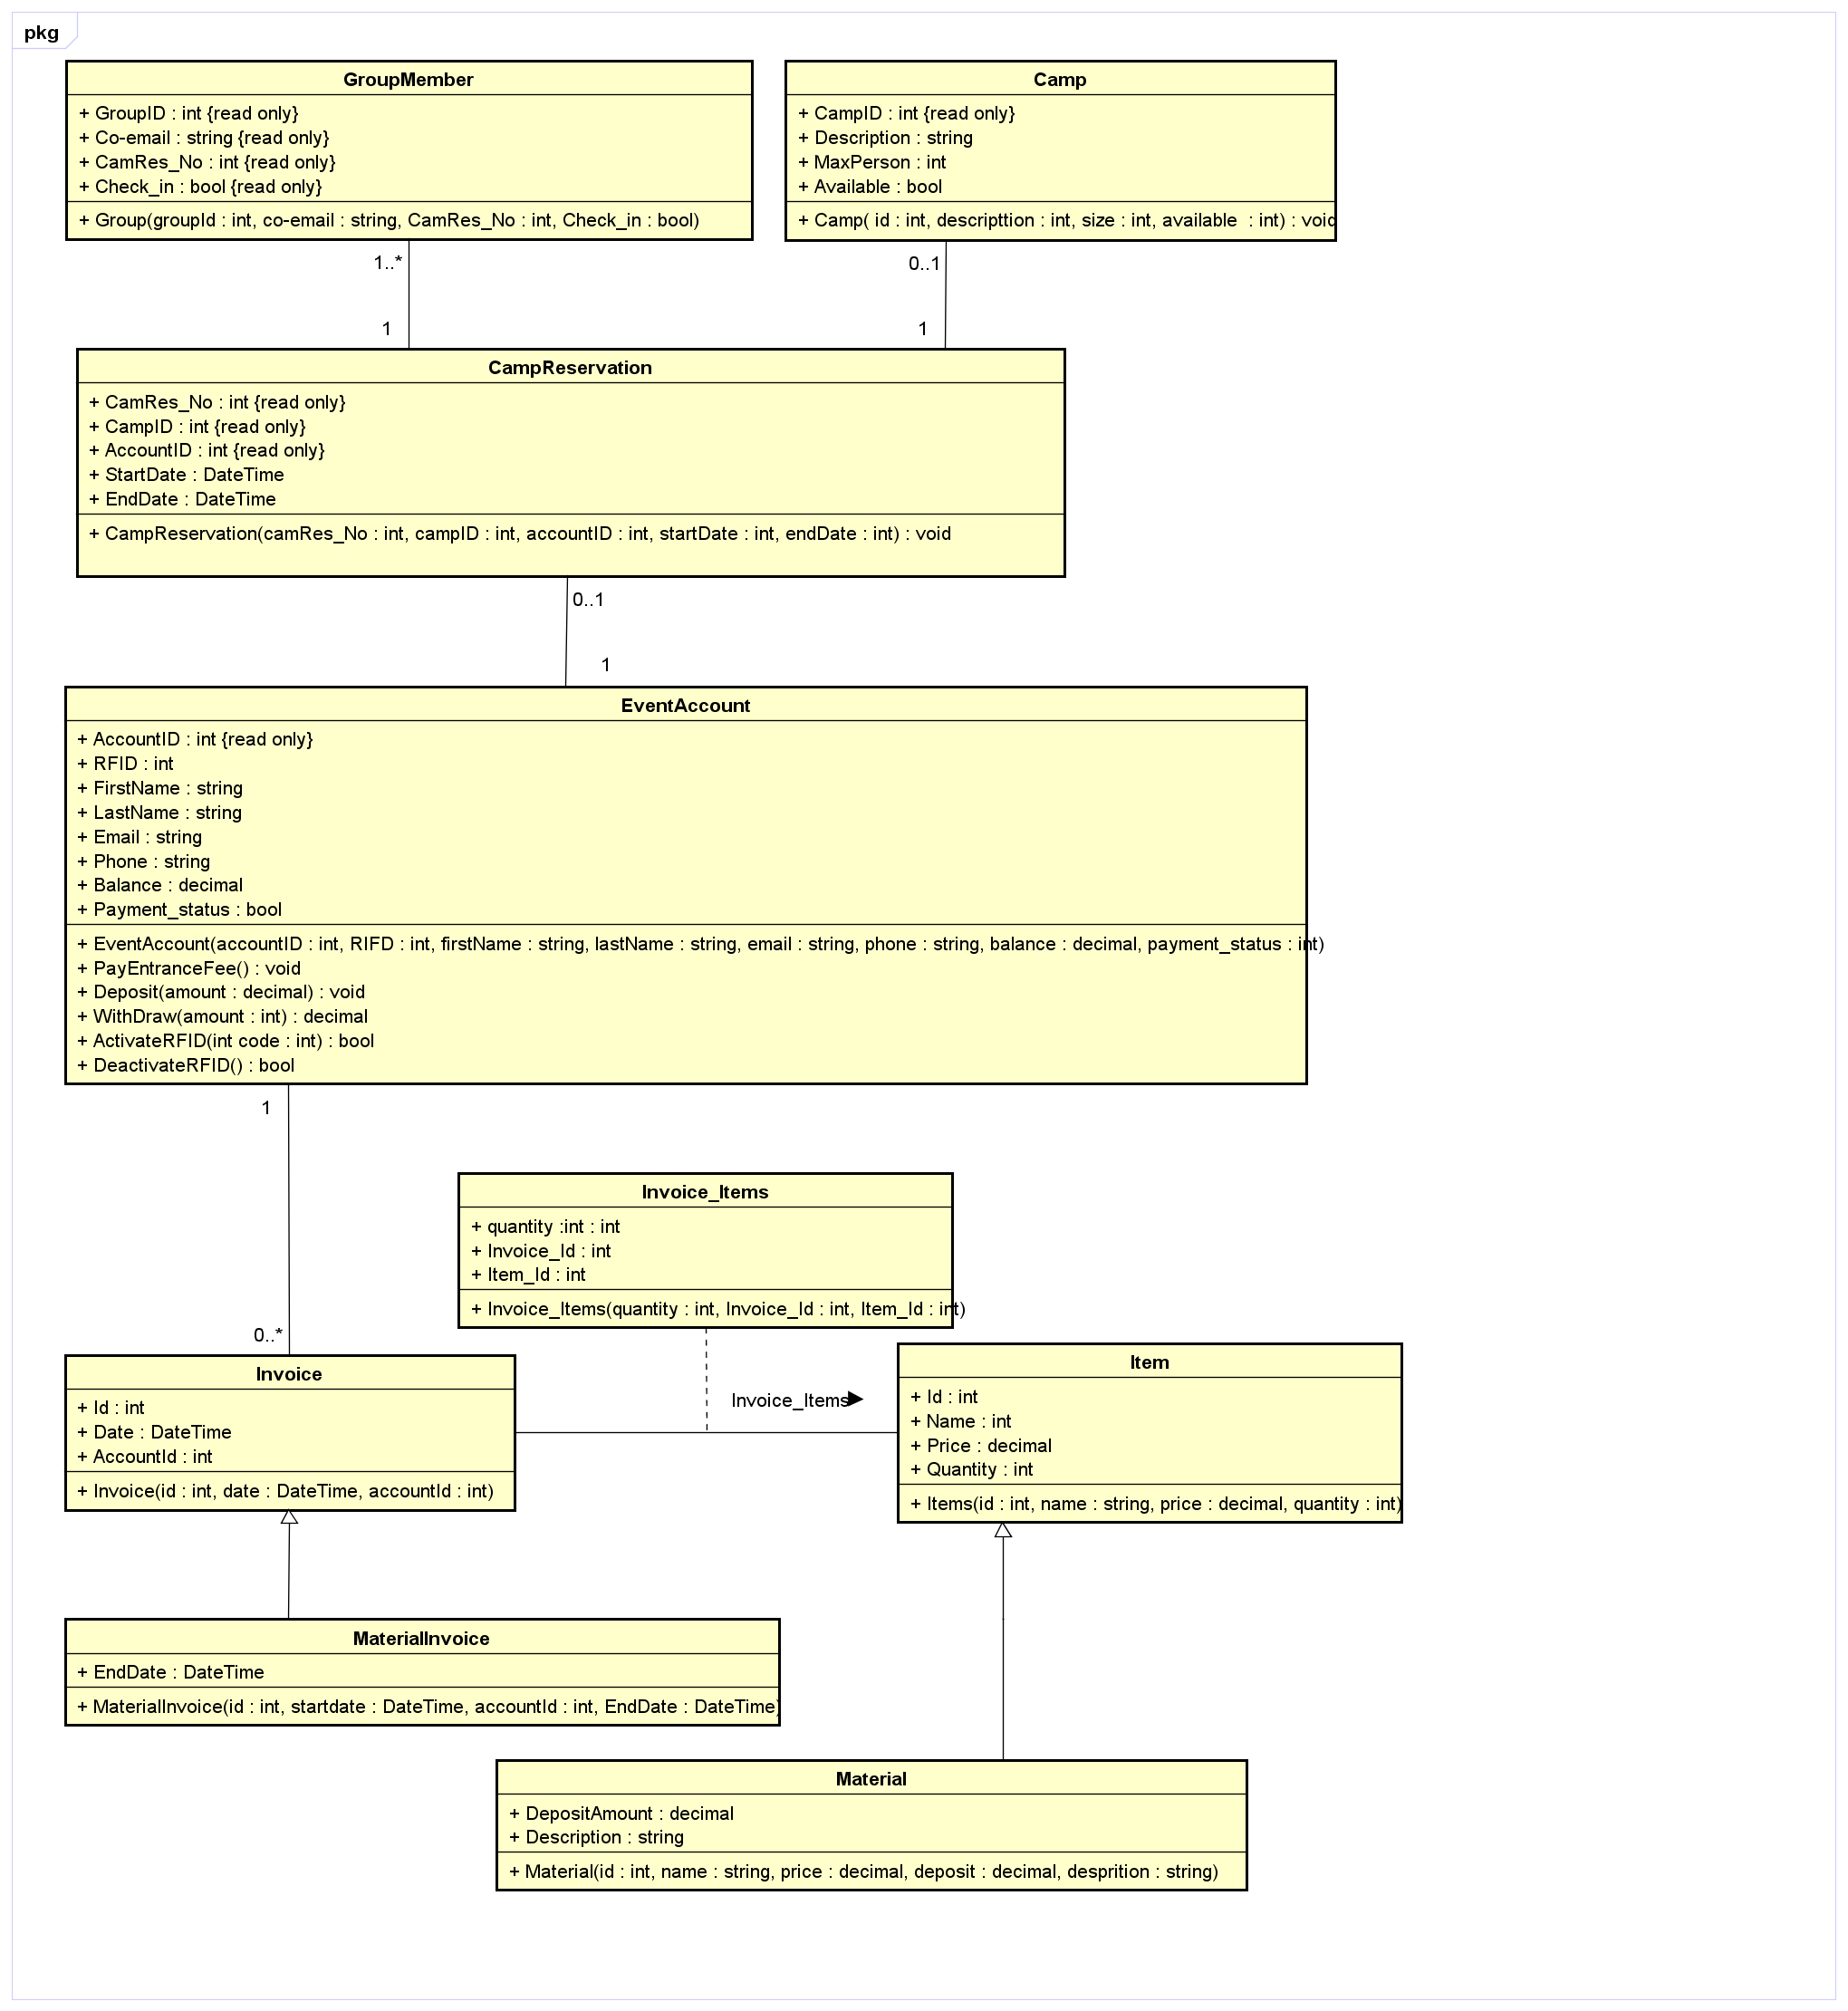 pkg
GroupMember
+ GroupID : int {read only}
+ Co-email : string {read only}
+ CamRes_No : int {read only}
+ Check_in : bool {read only}
+ Group(groupId : int, co-email : string, CamRes_No : int, Check_in : bool)
Camp
+ CampID : int {read only}
+ Description : string
+ MaxPerson : int
+ Available : bool
+ Camp( id : int, descripttion : int, size : int, available  : int) : void
1..*
0..1
1
1
CampReservation
+ CamRes_No : int {read only}
+ CampID : int {read only}
+ AccountID : int {read only}
+ StartDate : DateTime
+ EndDate : DateTime
+ CampReservation(camRes_No : int, campID : int, accountID : int, startDate : int, endDate : int) : void
0..1
1
EventAccount
+ AccountID : int {read only}
+ RFID : int
+ FirstName : string
+ LastName : string
+ Email : string
+ Phone : string
+ Balance : decimal
+ Payment_status : bool
+ EventAccount(accountID : int, RIFD : int, firstName : string, lastName : string, email : string, phone : string, balance : decimal, payment_status : int)
+ PayEntranceFee() : void
+ Deposit(amount : decimal) : void
+ WithDraw(amount : int) : decimal
+ ActivateRFID(int code : int) : bool
+ DeactivateRFID() : bool
1
0..*
Invoice_Items
+ quantity :int : int
+ Invoice_Id : int
+ Item_Id : int
+ Invoice_Items(quantity : int, Invoice_Id : int, Item_Id : int)
Invoice
+ Id : int
+ Date : DateTime
+ AccountId : int
+ Invoice(id : int, date : DateTime, accountId : int)
Invoice_Items
Item
+ Id : int
+ Name : int
+ Price : decimal
+ Quantity : int
+ Items(id : int, name : string, price : decimal, quantity : int)
MaterialInvoice
+ EndDate : DateTime
+ MaterialInvoice(id : int, startdate : DateTime, accountId : int, EndDate : DateTime)
Material
+ DepositAmount : decimal
+ Description : string
+ Material(id : int, name : string, price : decimal, deposit : decimal, desprition : string)